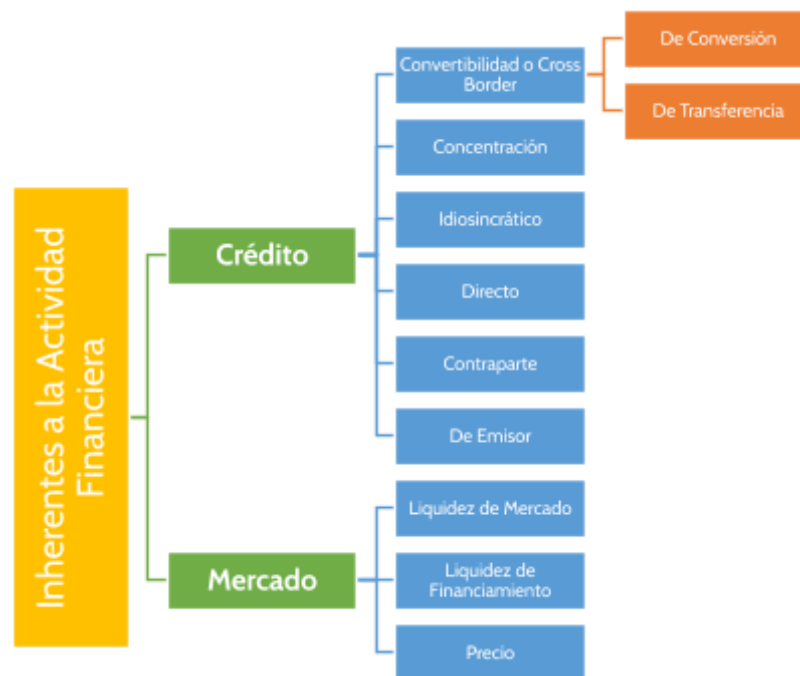 Inherentes a la Actividad
Financiera
Crédito
Convertibilidad o Cross
Border
De Conversión
De Transferencia
Concentración
Idiosincrático
Directo
Contraparte
De Emisor
Mercado
Liquidez de Mercado
Liquidez de
Financiamiento
Precio